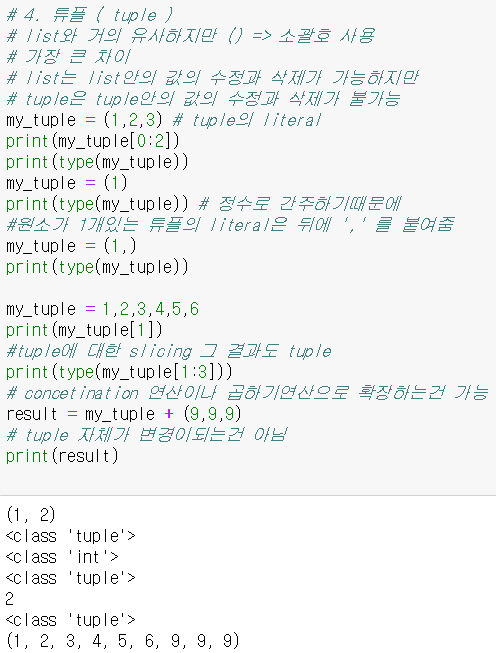 # 4. 튜플 ( tuple )
# list와 거의 유사하지만 () => 소괄호 사용
# 가장 큰 차이
# list는 list안의 값의 수정과 삭제가 가능하지만
# tuple은 tuple안의 값의 수정과 삭제가 불가능
my_tuple = (1,2,3) # tuple의 literal
print(my_tuple[0:2])
print(type(my_tuple))
my_tuple = (1)
print(type(my_tuple)) # 정수로 간주하기때문에
#원소가 1개있는 튜플의 literal은 뒤에 ',' 를 붙여줌
my_tuple = (1,)
print(type(my_tuple))
my_tuple = 1,2,3,4,5,6
print(my_tuple[1])
#tuple에 대한 slicing 그 결과도 tuple
print(type(my_tuple[1:3]))
# concetination 연산이나 곱하기연산으로 확장하는건 가능
result = my_tuple + (9,9,9)
# tuple 자체가 변경이되는건 아님
print(result)
(1, 2)
<class 'tuple'>
<class 'int'>
<class 'tuple'>
2
<class 'tuple'>
(1, 2, 3, 4, 5, 6, 9, 9, 9)